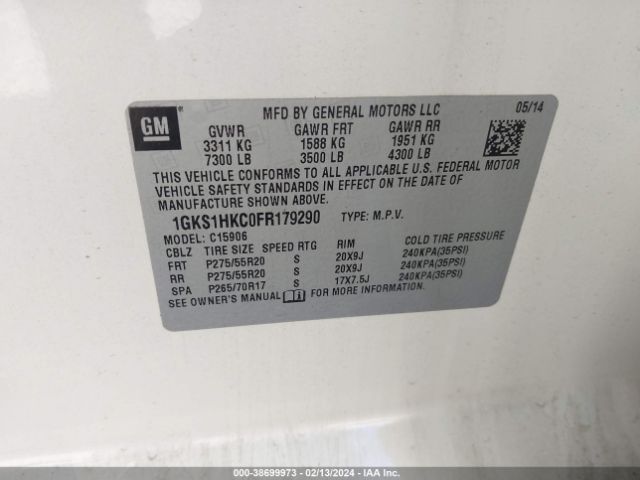 MFD BY GENERAL MOTORS LLC 05/14
GM
GVWR GAWR FRT GAWR RR
3311 KG 1588 KG 1951 KG
7300 LB 3500 LB 4300 LB
THIS VEHICLE CONFORMS TO ALL APPLICABLE U.S. FEDERAL MOTOR
VEHICLE SAFETY STANDARDS IN EFFECT ON THE DATE OF
MANUFACTURE SHOWN ABOVE.
1GKS1HKC0FR179290 TYPE: M.P.V.
MODEL: C15906
CBLE5 TIRE SIZE SPEED RTG RIM COLD TIRE PRESSURE
FRT P275/55R20 S 20X9J 240KPA(35PSI)
RR P275/55R20 S 20X9J 240KPA(35PSI)
SPA P265/70R17 S 17X7.5J 240KPA(35PSI)
SEE OWNER'S MANUAL FOR MORE INFORMATION.
000-38699973 - 02/13/2024 - IAA Inc.